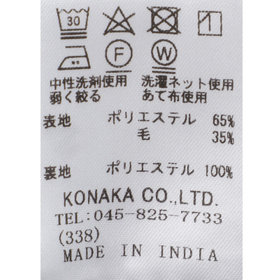 30
F W
中性洗剤使用 洗濯ネット使用
弱く絞る あて布使用
表地 ポリエステル 65%
毛 35%
裏地 ポリエステル 100%
KONAKA CO.,LTD.
TEL:045-825-7733
(338)
MADE IN INDIA